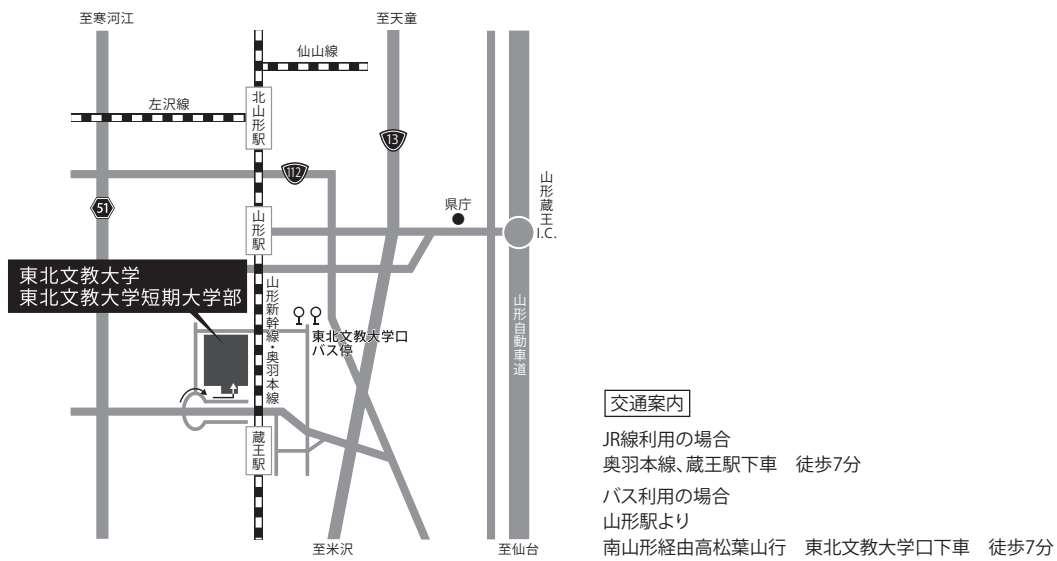 至寒河江
至天童
仙山線
左沢線
北山形駅
13
112
51
県庁
山形蔵王
I.C.
山形駅
東北文教大学
東北文教大学短期大学部
山形新幹線・奥羽本線
東北文教大学口
バス停
山形自動車道
蔵王駅
至米沢
至仙台
交通案内
JR線利用の場合
奥羽本線、蔵王駅下車　徒歩7分
バス利用の場合
山形駅より
南山形経由高松葉山行　東北文教大学口下車　徒歩7分